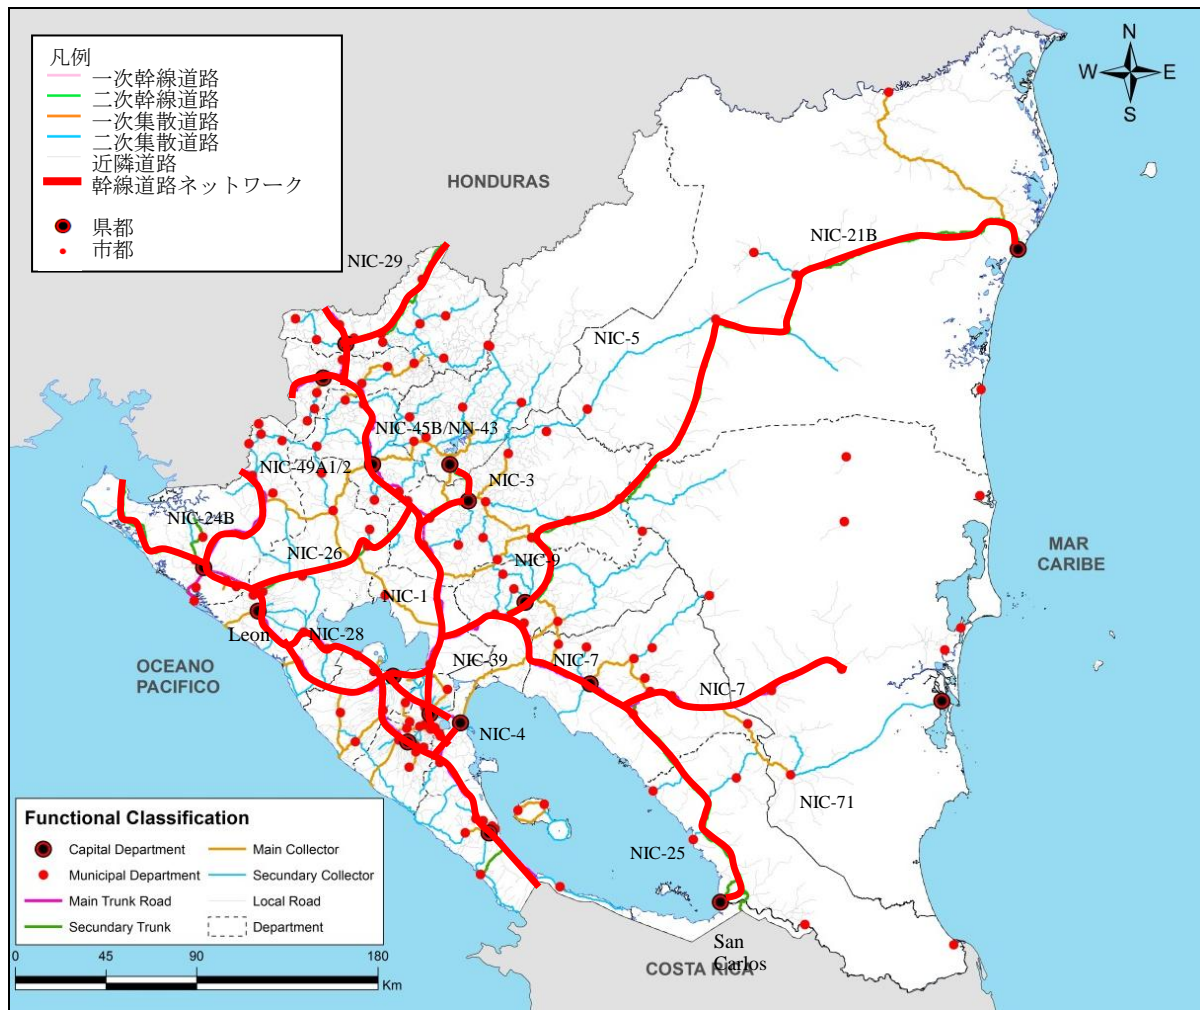 凡例
一次幹線道路
二次幹線道路
一次集散道路
二次集散道路
近隣道路
幹線道路ネットワーク
県都
市都
N
W
E
S
HONDURAS
NIC-29
NIC-21B
NIC-5
NIC-45B/NN-43
NIC-49A1/2
NIC-3
NIC-24B
NIC-26
NIC-9
NIC-1
MAR
CARIBE
Leon
NIC-28
NIC-39
NIC-7
NIC-7
OCEANO
PACIFICO
NIC-4
NIC-71
NIC-25
San
Carlos
COSTA RICA
Functional Classification
Capital Department
Main Collector
Municipal Department
Secundary Collector
Main Trunk Road
Local Road
Secundary Trunk
Department
0
45
90
180
Km